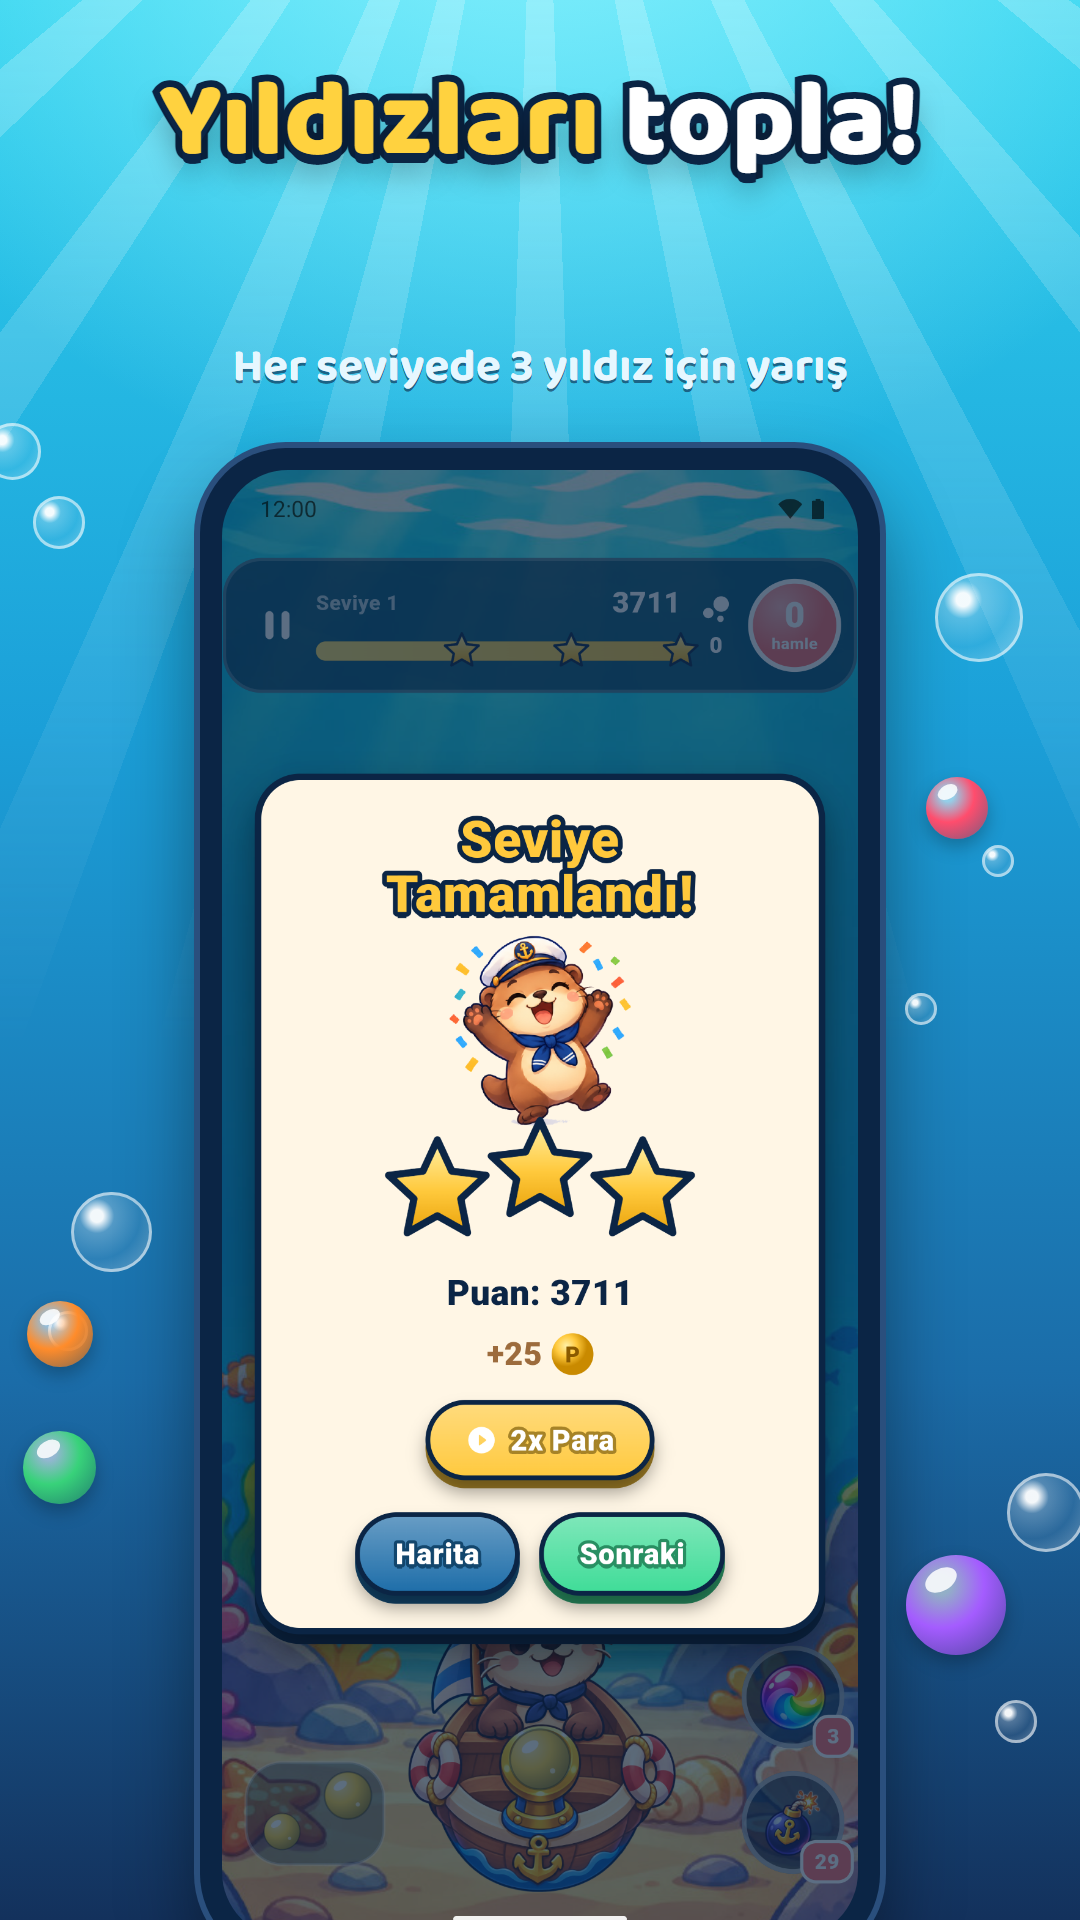 Yıldızları topla!
Her seviyede 3 yıldız için yarış
12:00
Seviye 1
3711
0
0
hamle
Seviye
Tamamlandı!
Puan: 3711
+25 P
2x Para
Harita
Sonraki
3
29